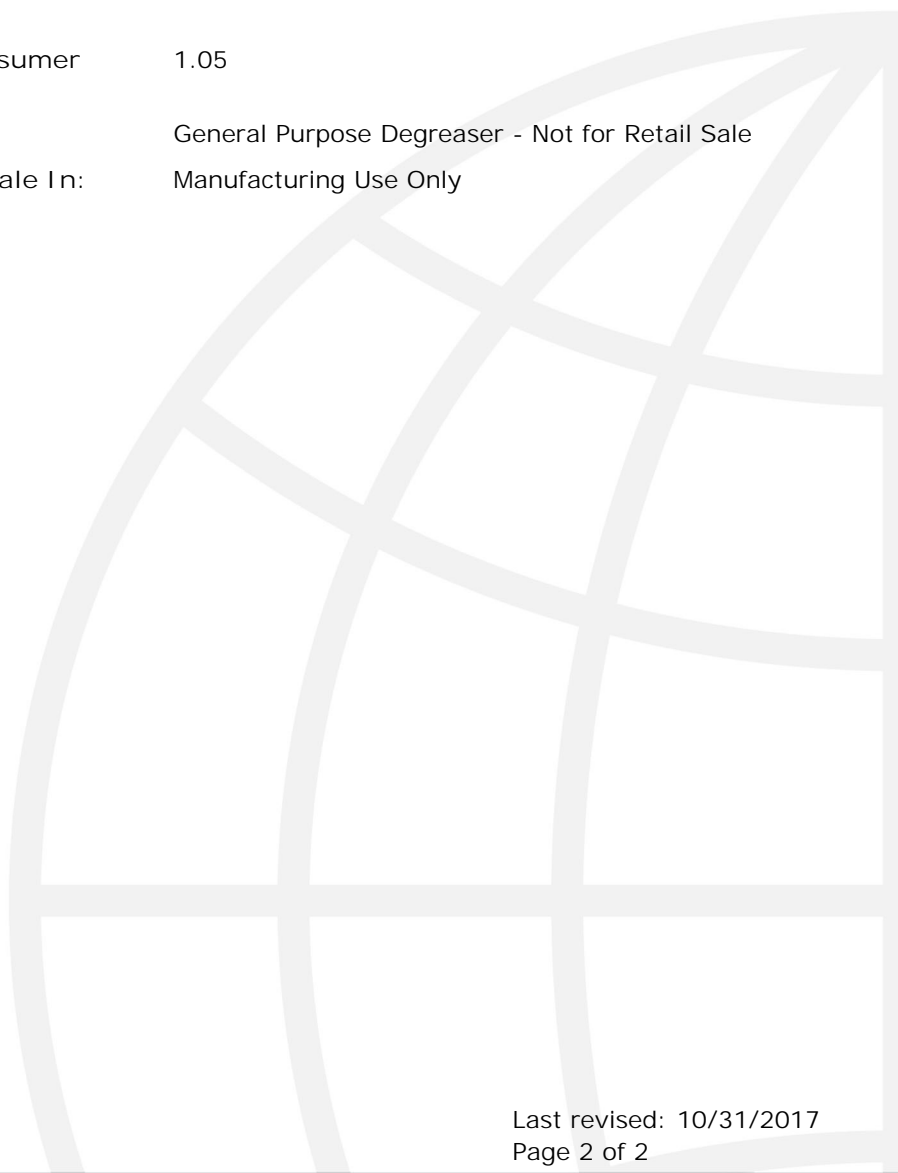 sumer 1.05
General Purpose Degreaser - Not for Retail Sale
ale In: Manufacturing Use Only
Last revised: 10/31/2017
Page 2 of 2